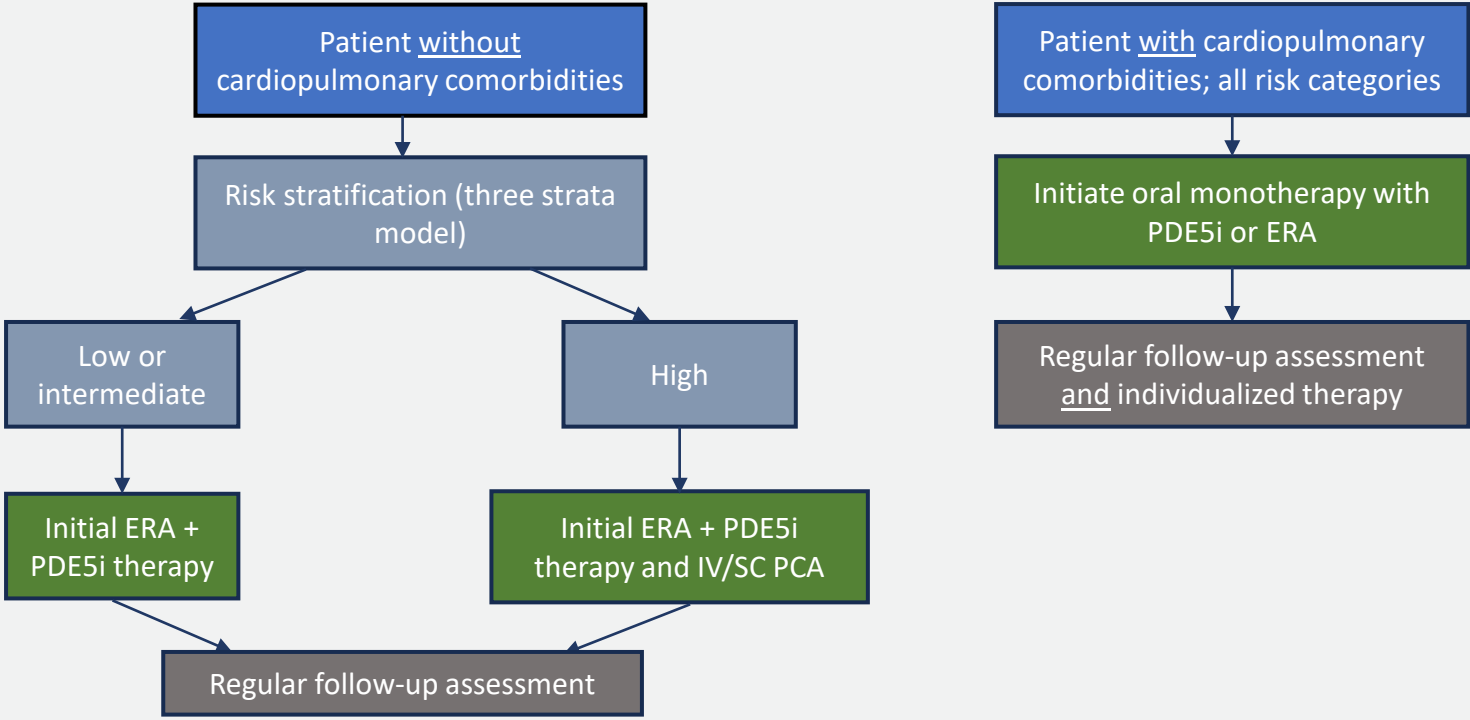 Patient without
cardiopulmonary comorbidities
Risk stratification (three strata
model)
Low or
intermediate
High
Initial ERA +
PDE5i therapy
Initial ERA + PDE5i
therapy and IV/SC PCA
Regular follow-up assessment
Patient with cardiopulmonary
comorbidities; all risk categories
Initiate oral monotherapy with
PDE5i or ERA
Regular follow-up assessment
and individualized therapy